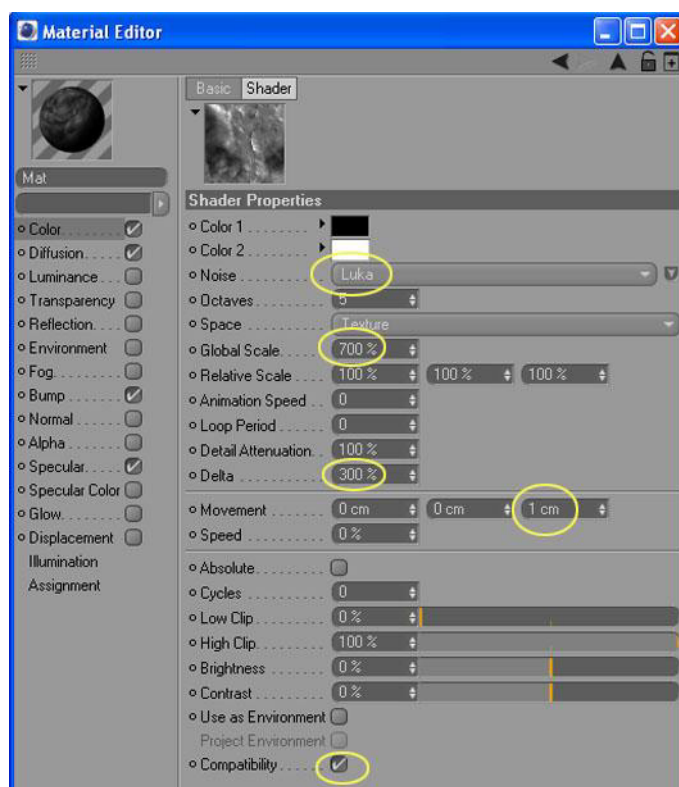 Material Editor
Basic Shader
Mat
Shader Properties
Color
Diffusion
Luminance
Transparency
Reflection
Environment
Fog
Bump
Normal
Alpha
Specular
Specular Color
Glow
Displacement
Illumination
Assignment
Color 1
Color 2
Noise Luka
Octaves 5
Space Texture
Global Scale 700 %
Relative Scale 100 % 100 % 100 %
Animation Speed 0
Loop Period 0
Detail Attenuation 100 %
Delta 300 %
Movement 0 cm 0 cm 1 cm
Speed 0 %
Absolute
Cycles 0
Low Clip 0 %
High Clip 100 %
Brightness 0 %
Contrast 0 %
Use as Environment
Project Environment
Compatibility